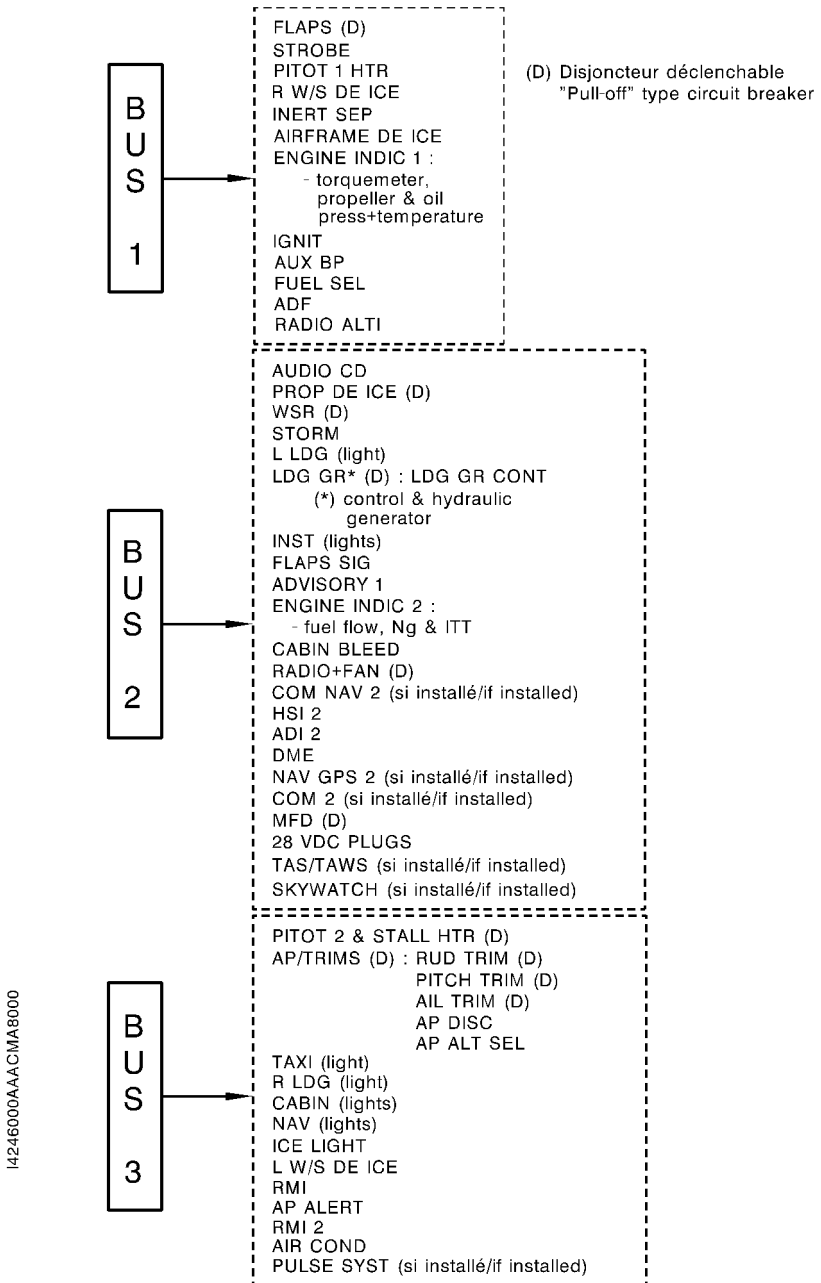 FLAPS (D)
STROBE
PITOT 1 HTR
R W/S DE ICE
INERT SEP
AIRFRAME DE ICE
ENGINE INDIC 1 :
- torquemeter,
propeller & oil
press+temperature
IGNIT
AUX BP
FUEL SEL
ADF
RADIO ALTI
BUS 1
(D) Disjoncteur déclenchable
"Pull-off" type circuit breaker
AUDIO CD
PROP DE ICE (D)
WSR (D)
STORM
L LDG (light)
LDG GR* (D) : LDG GR CONT
(*) control & hydraulic
generator
INST (lights)
FLAPS SIG
ADVISORY 1
ENGINE INDIC 2 :
- fuel flow, Ng & ITT
CABIN BLEED
RADIO+FAN (D)
COM NAV 2 (si installé/if installed)
HSI 2
ADI 2
DME
NAV GPS 2 (si installé/if installed)
COM 2 (si installé/if installed)
MFD (D)
28 VDC PLUGS
TAS/TAWS (si installé/if installed)
SKYWATCH (si installé/if installed)
BUS 2
PITOT 2 & STALL HTR (D)
AP/TRIMS (D) : RUD TRIM (D)
PITCH TRIM (D)
AIL TRIM (D)
AP DISC
AP ALT SEL
TAXI (light)
R LDG (light)
CABIN (lights)
NAV (lights)
ICE LIGHT
L W/S DE ICE
RMI
AP ALERT
RMI 2
AIR COND
PULSE SYST (si installé/if installed)
BUS 3
I4246000AAACMA8000